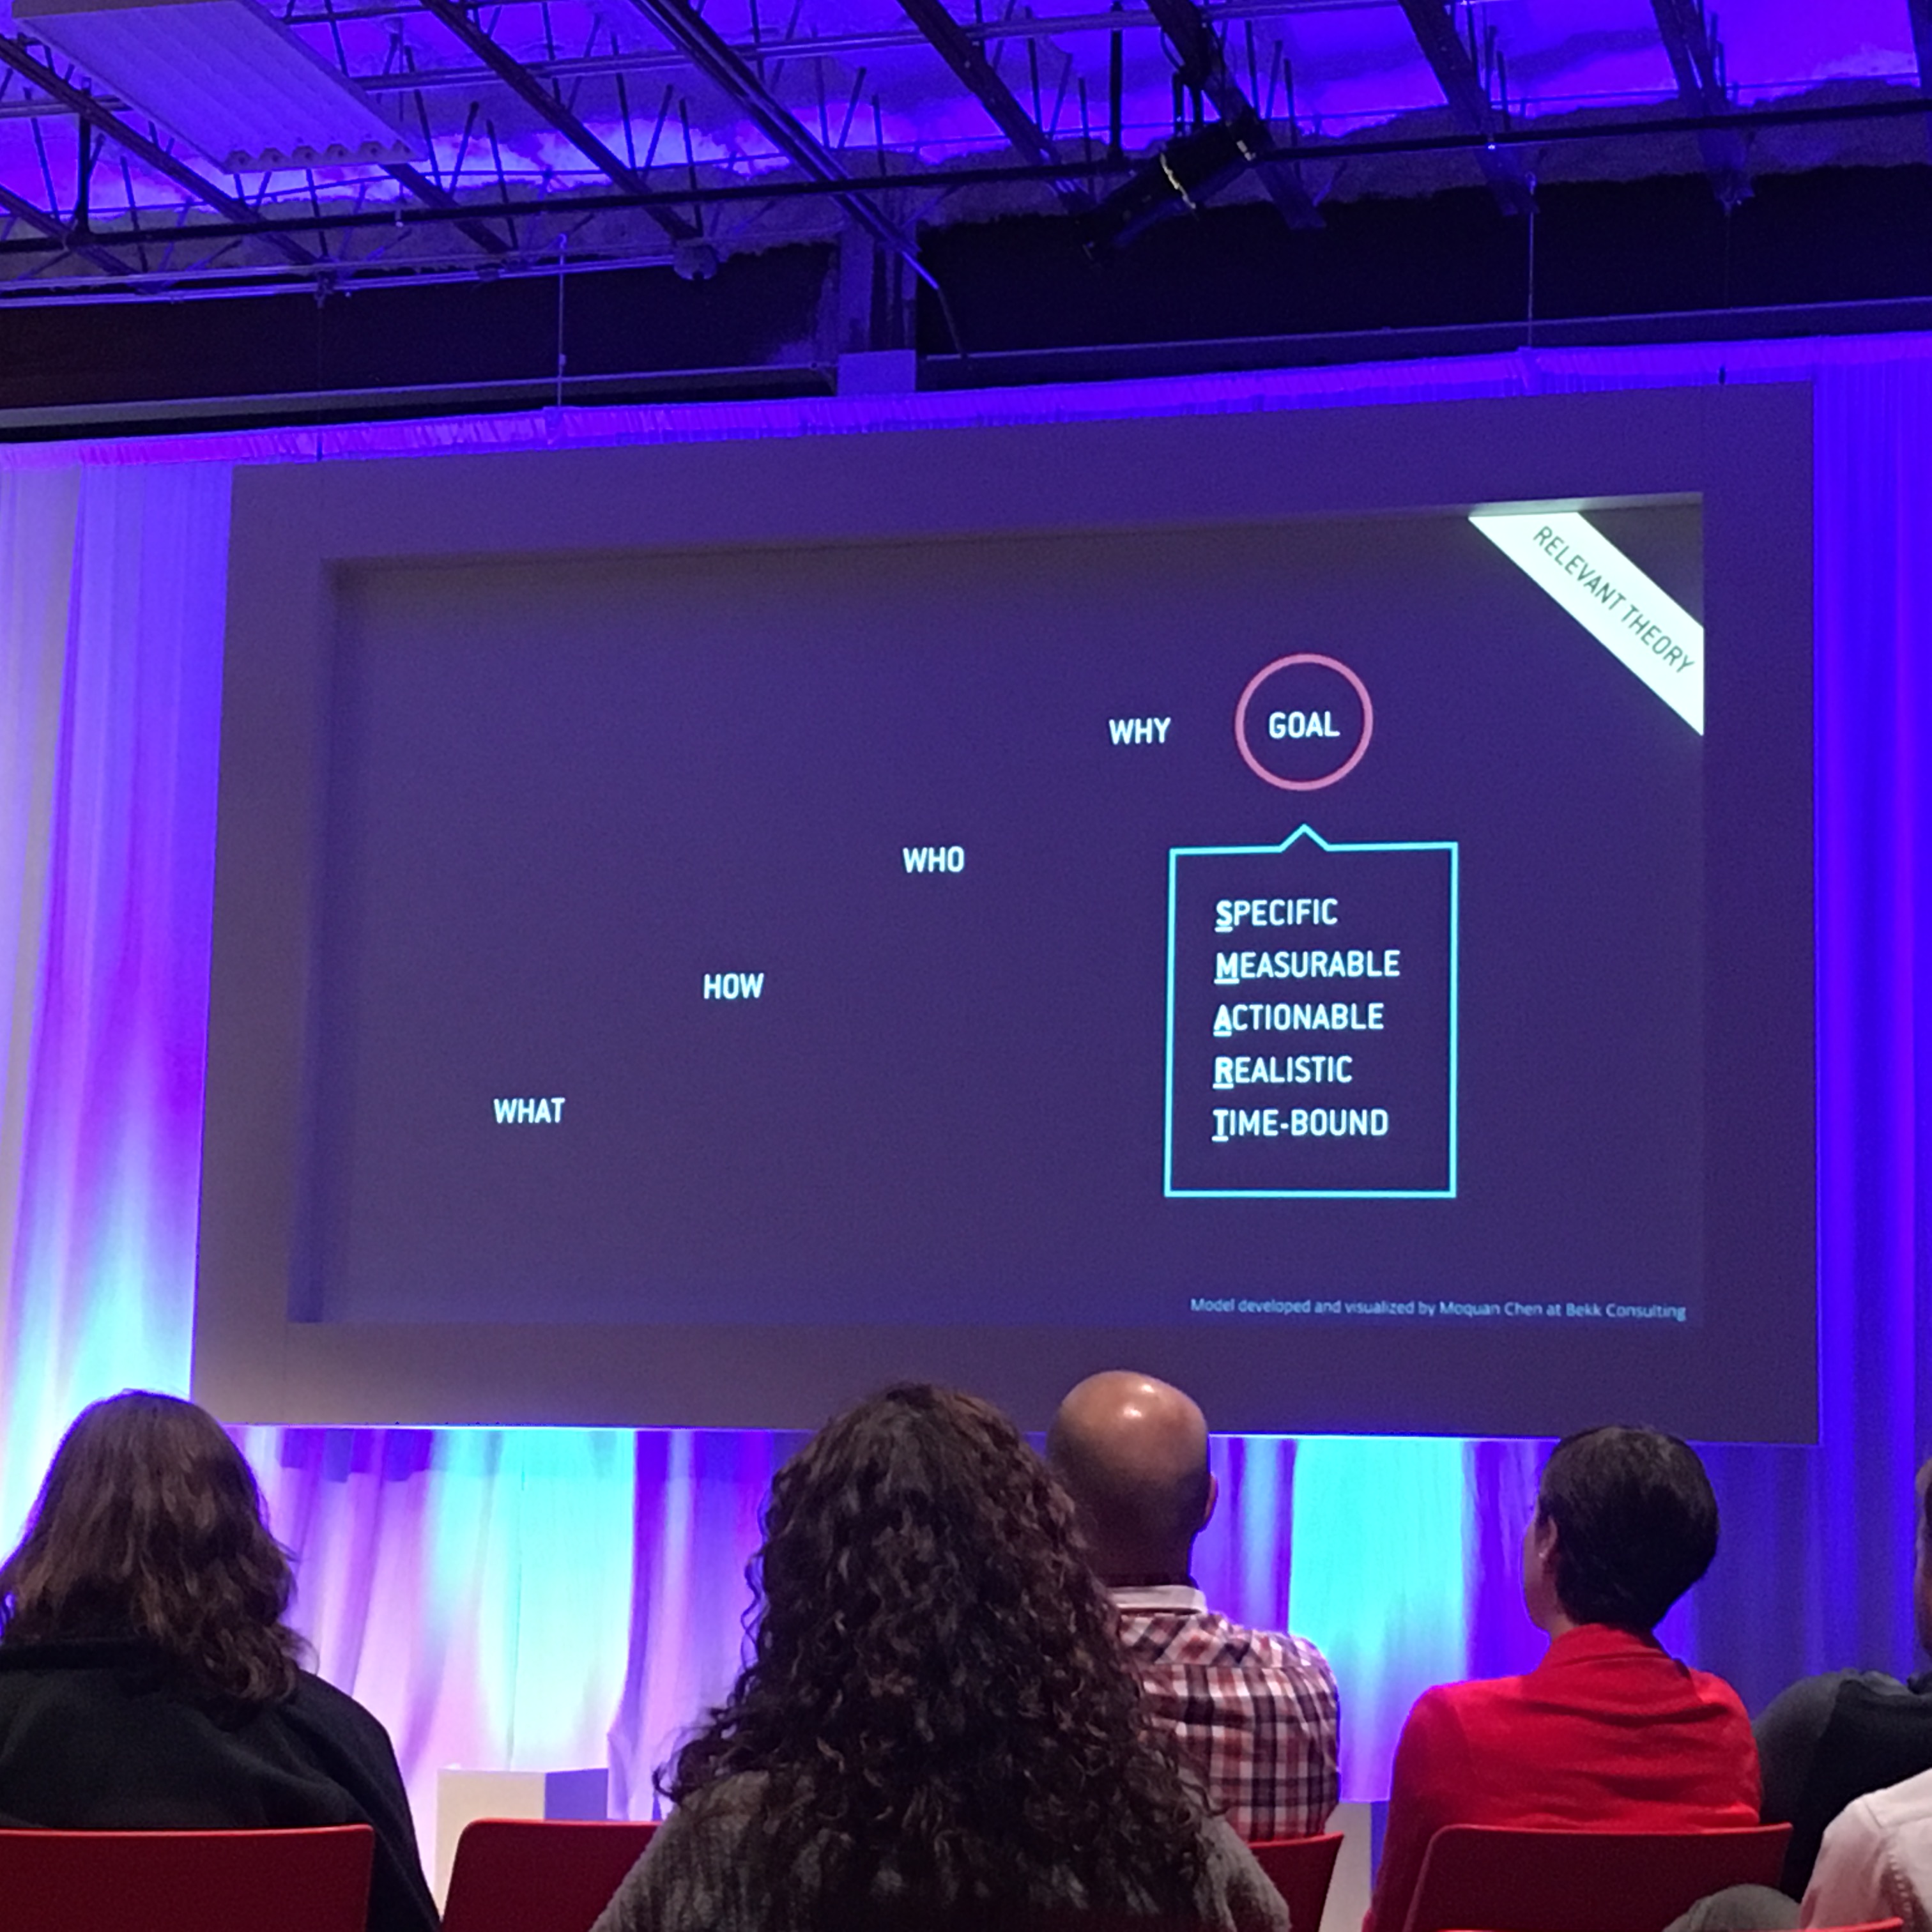 RELEVANT THEORY
WHY
GOAL
WHO
SPECIFIC
MEASURABLE
HOW
ACTIONABLE
REALISTIC
WHAT
TIME-BOUND
Model developed and visualized by Moquan Chen at Bekk Consulting